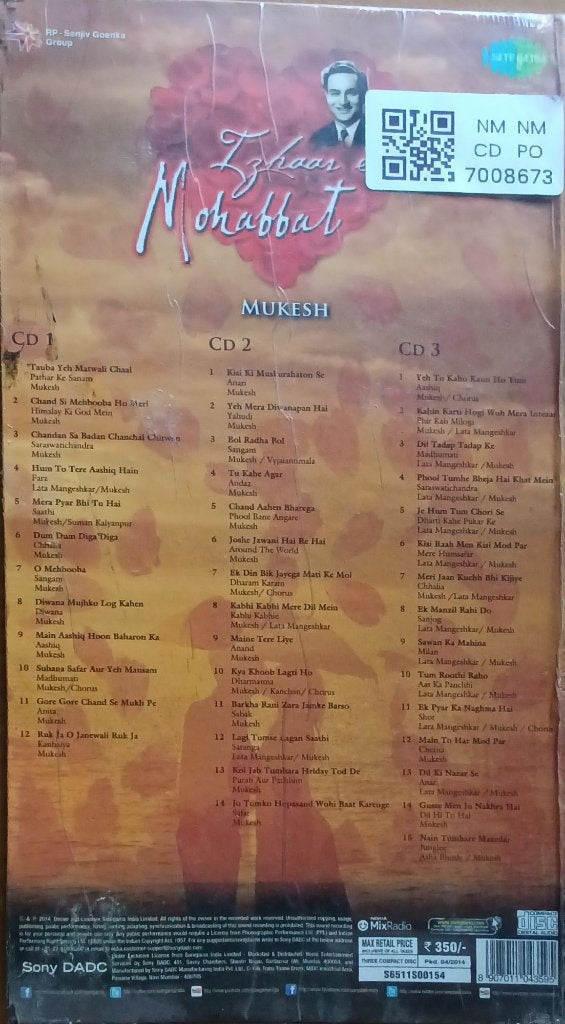 RP - Sanjiv Goenka
Group
saregama
Izhaar e
Mohabbat
NM NM
CD PO
7008673
MUKESH
CD 1
1 Tauba Yeh Matwali Chaal
Pathar Ke Sanam
Mukesh
2 Chand Si Mehbooba Ho Meri
Himalay Ki God Mein
Mukesh
3 Chandan Sa Badan Chanchal Chitwan
Saraswatichandra
Mukesh
4 Hum To Tere Aashiq Hain
Farz
Lata Mangeshkar/Mukesh
5 Mera Pyar Bhi Tu Hai
Saathi
Mukesh/Suman Kalyanpur
6 Dum Dum Diga Diga
Chhalia
Mukesh
7 O Mehbooba
Sangam
Mukesh
8 Diwana Mujhko Log Kahen
Diwana
Mukesh
9 Main Aashiq Hoon Baharon Ka
Aashiq
Mukesh
10 Suhana Safar Aur Yeh Mausam
Madhumati
Mukesh/Chorus
11 Gore Gore Chand Se Mukh Pe
Anita
Mukesh
12 Ruk Ja O Janewali Ruk Ja
Kanhaiya
Mukesh
CD 2
1 Kisi Ki Muskurahaton Se
Anari
Mukesh
2 Yeh Mera Diwanapan Hai
Yahudi
Mukesh
3 Bol Radha Bol
Sangam
Mukesh / Vyjayantimala
4 Tu Kahe Agar
Andaz
Mukesh
5 Chand Aahen Bharega
Phool Bane Angare
Mukesh
6 Joshe Jawani Hai Re Hai
Around The World
Mukesh
7 Ek Din Bik Jayega Mati Ke Mol
Dharam Karam
Mukesh/ Chorus
8 Kabhi Kabhi Mere Dil Mein
Kabhi Kabhie
Mukesh / Lata Mangeshkar
9 Maine Tere Liye
Anand
Mukesh
10 Kya Khoob Lagti Ho
Dharmatma
Mukesh / Kanchan/ Chorus
11 Barkha Rani Zara Jamke Barso
Sabak
Mukesh
12 Lagi Tumse Lagan Saathi
Saranga
Lata Mangeshkar/Mukesh
13 Koi Jab Tumhara Hriday Tod De
Purab Aur Pachhim
Mukesh
14 Jo Tumko Hopasand Wohi Baat Karenge
Safar
Mukesh
CD 3
1 Yeh To Kaho Kaun Ho Tum
Aashiq
Mukesh/ Chorus
2 Kahin Karti Hogi Woh Mera Intezar
Phir Kab Milogi
Mukesh / Lata Mangeshkar
3 Dil Tadap Tadap Ke
Madhumati
Lata Mangeshkar /Mukesh
4 Phool Tumhe Bheja Hai Khat Mein
Saraswatichandra
Lata Mangeshkar / Mukesh
5 Je Hum Tum Chori Se
Dharti Kahe Pukar Ke
Lata Mangeshkar / Mukesh
6 Kisi Raah Men Kisi Mod Par
Mere Humsafar
Lata Mangeshkar / Mukesh
7 Meri Jaan Kuchh Bhi Kijiye
Chhalia
Mukesh /Lata Mangeshkar
8 Ek Manzil Rahi Do
Sanjog
Lata Mangeshkar/ Mukesh
9 Sawan Ka Mahina
Milan
Lata Mangeshkar/ Mukesh
10 Tum Roothi Raho
Aas Ka Panchhi
Lata Mangeshkar / Mukesh
11 Ek Pyar Ka Naghma Hai
Shor
Lata Mangeshkar / Mukesh / Chorus
12 Main To Har Mod Par
Chetna
Mukesh
13 Dil Ki Nazar Se
Anari
Lata Mangeshkar / Mukesh
14 Gusse Men Jo Nakhra Hai
Dil Hi To Hai
Mukesh
15 Nain Tumhare Mazedar
Junglee
Asha Bhosle / Mukesh
NOKIA
MixRadio
COMPACT
disc
DIGITAL AUDIO
Sony DADC
MAX RETAIL PRICE
INCLUSIVE OF ALL TAXES
₹ 350/-
THREE COMPACT DISC
Pkd. 04/2014
S6511S00154
8 907011 043595